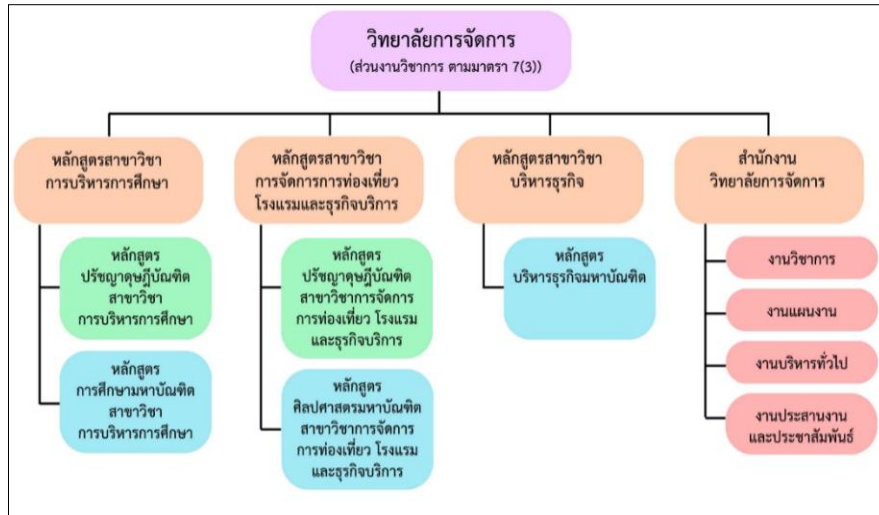 วิทยาลัยการจัดการ
(ส่วนงานวิชาการ ตามมาตรา 7(3))
หลักสูตรสาขาวิชา
การบริหารการศึกษา
หลักสูตร
ปรัชญาดุษฎีบัณฑิต
สาขาวิชา
การบริหารการศึกษา
หลักสูตร
การศึกษามหาบัณฑิต
สาขาวิชา
การบริหารการศึกษา
หลักสูตรสาขาวิชา
การจัดการการท่องเที่ยว
โรงแรมและธุรกิจบริการ
หลักสูตร
ปรัชญาดุษฎีบัณฑิต
สาขาวิชาการจัดการ
การท่องเที่ยว โรงแรม
และธุรกิจบริการ
หลักสูตร
ศิลปศาสตรมหาบัณฑิต
สาขาวิชาการจัดการ
การท่องเที่ยว โรงแรม
และธุรกิจบริการ
หลักสูตรสาขาวิชา
บริหารธุรกิจ
หลักสูตร
บริหารธุรกิจมหาบัณฑิต
สำนักงาน
วิทยาลัยการจัดการ
งานวิชาการ
งานแผนงาน
งานบริหารทั่วไป
งานประสานงาน
และประชาสัมพันธ์